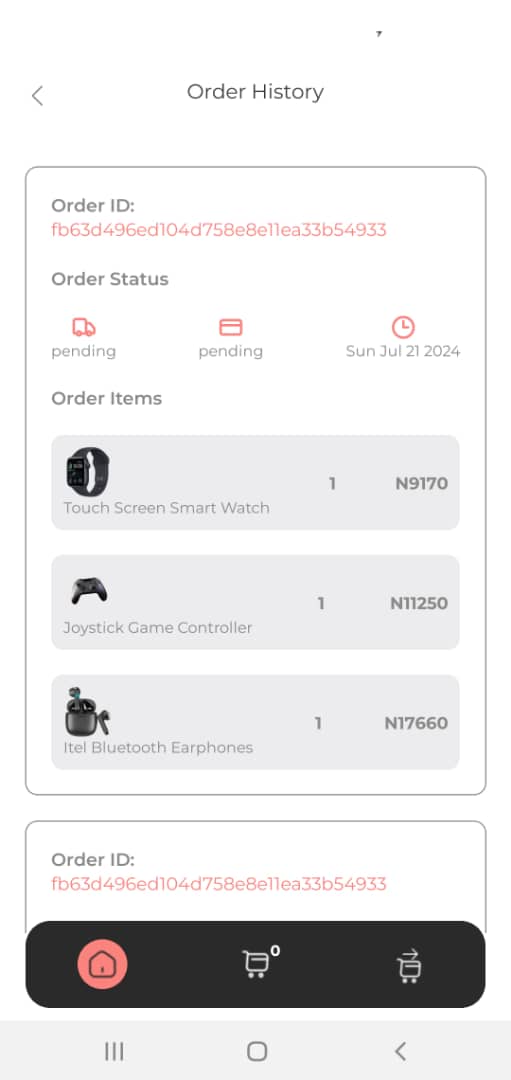 Order History
Order ID:
fb63d496ed104d758e8e11ea33b54933
Order Status
pending
pending
Sun Jul 21 2024
Order Items
1
N9170
Touch Screen Smart Watch
1
N11250
Joystick Game Controller
1
N17660
Itel Bluetooth Earphones
Order ID:
fb63d496ed104d758e8e11ea33b54933
0